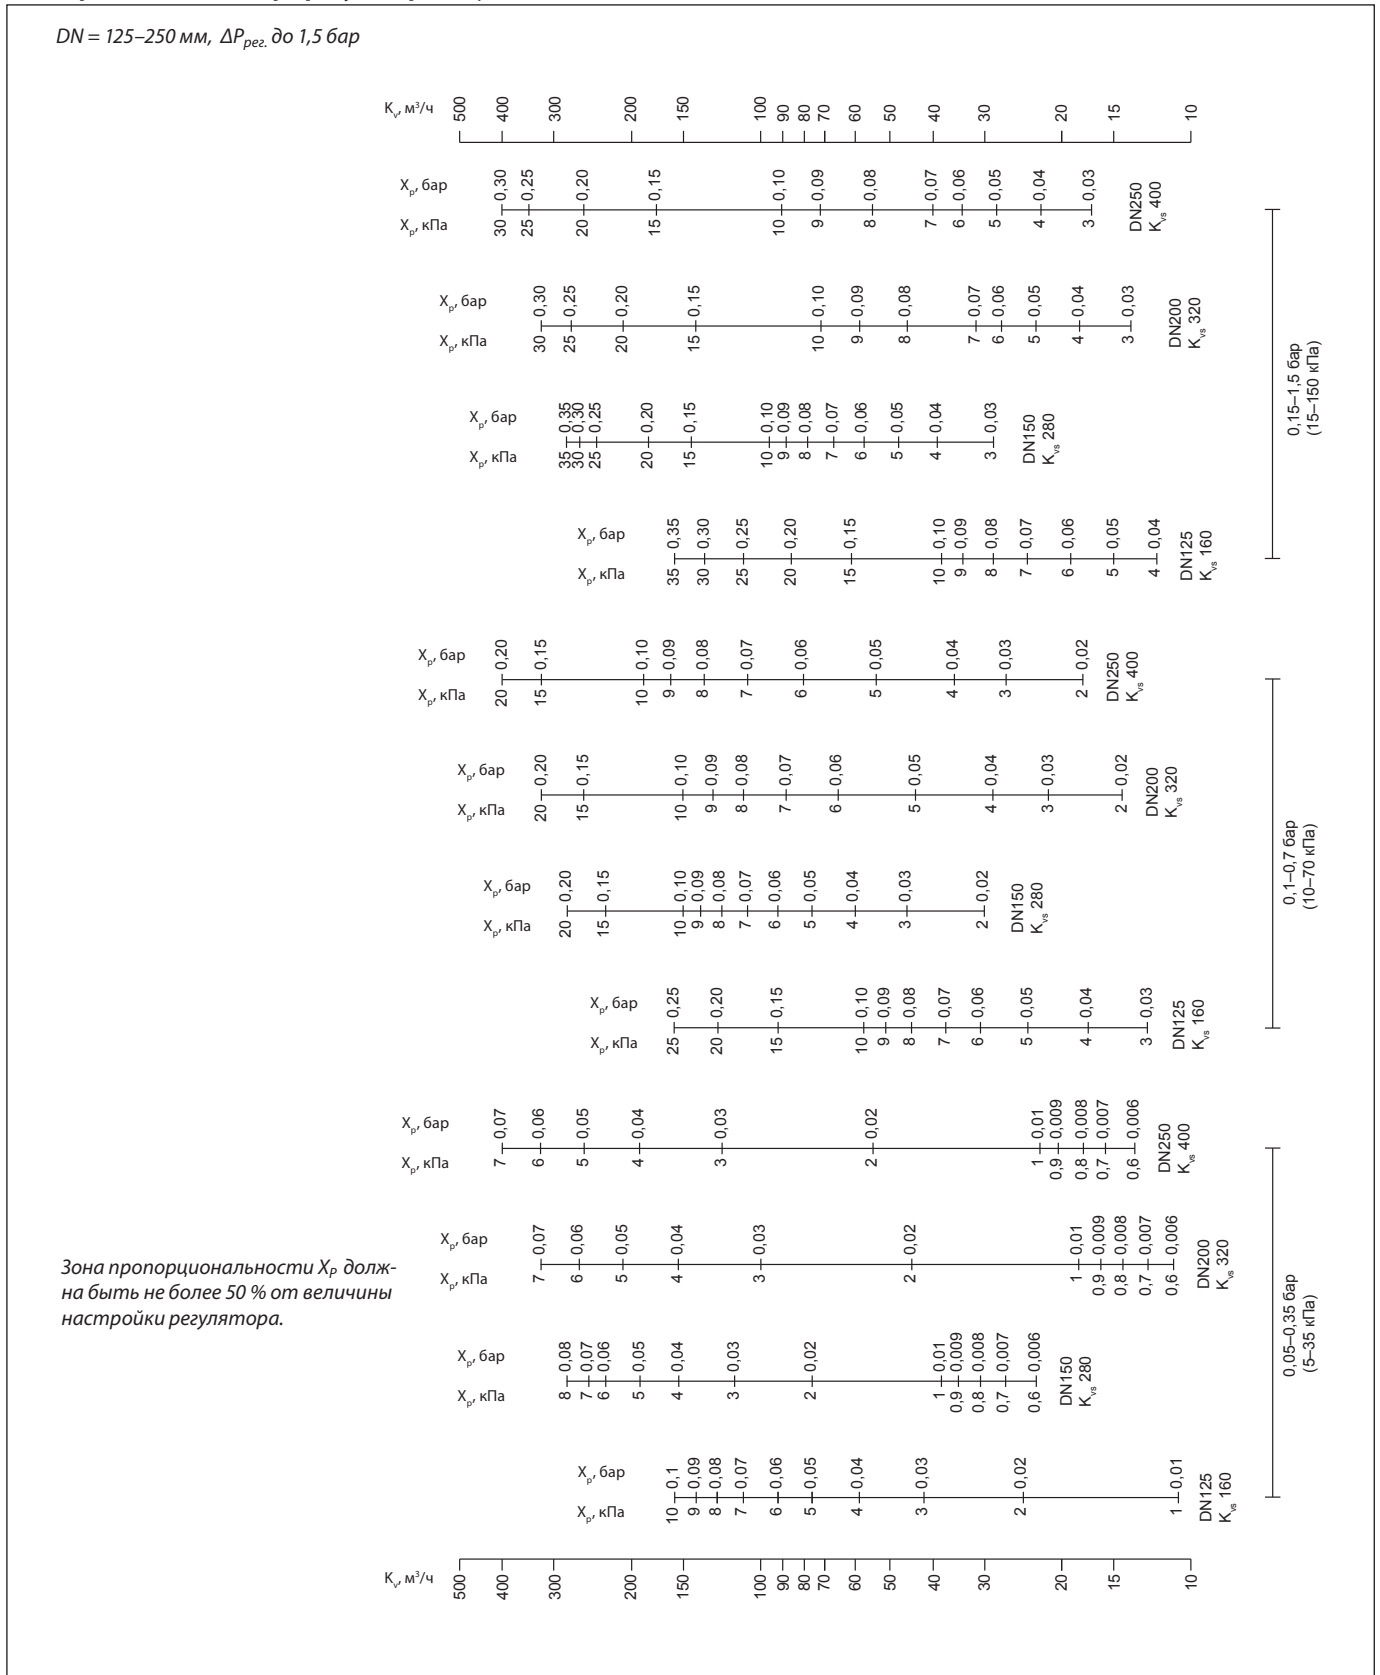 DN = 125–250 мм, ΔP рег. до 1,5 бар
Kv, м³/ч 500 400 300 200 150 100 90 80 70 60 50 40 30 20 15 10
Xp, бар 0,30 0,25 0,20 0,15 0,10 0,09 0,08 0,07 0,06 0,05 0,04 0,03
Xp, кПа 30 25 20 15 10 9 8 7 6 5 4 3
DN250
Kvs 400
Xp, бар 0,30 0,25 0,20 0,15 0,10 0,09 0,08 0,07 0,06 0,05 0,04 0,03
Xp, кПа 30 25 20 15 10 9 8 7 6 5 4 3
DN200
Kvs 320
Xp, бар 0,35 0,30 0,25 0,20 0,15 0,10 0,09 0,08 0,07 0,06 0,05 0,04 0,03
Xp, кПа 35 30 25 20 15 10 9 8 7 6 5 4 3
DN150
Kvs 280
Xp, бар 0,35 0,30 0,25 0,20 0,15 0,10 0,09 0,08 0,07 0,06 0,05 0,04
Xp, кПа 35 30 25 20 15 10 9 8 7 6 5 4
DN125
Kvs 160
0,15–1,5 бар
(15–150 кПа)
Xp, бар 0,20 0,15 0,10 0,09 0,08 0,07 0,06 0,05 0,04 0,03 0,02
Xp, кПа 20 15 10 9 8 7 6 5 4 3 2
DN250
Kvs 400
Xp, бар 0,20 0,15 0,10 0,09 0,08 0,07 0,06 0,05 0,04 0,03 0,02
Xp, кПа 20 15 10 9 8 7 6 5 4 3 2
DN200
Kvs 320
Xp, бар 0,20 0,15 0,10 0,09 0,08 0,07 0,06 0,05 0,04 0,03 0,02
Xp, кПа 20 15 10 9 8 7 6 5 4 3 2
DN150
Kvs 280
Xp, бар 0,25 0,20 0,15 0,10 0,09 0,08 0,07 0,06 0,05 0,04 0,03
Xp, кПа 25 20 15 10 9 8 7 6 5 4 3
DN125
Kvs 160
0,1–0,7 бар
(10–70 кПа)
Xp, бар 0,07 0,06 0,05 0,04 0,03 0,02 0,01 0,009 0,008 0,007 0,006
Xp, кПа 7 6 5 4 3 2 1 0,9 0,8 0,7 0,6
DN250
Kvs 400
Xp, бар 0,07 0,06 0,05 0,04 0,03 0,02 0,01 0,009 0,008 0,007 0,006
Xp, кПа 7 6 5 4 3 2 1 0,9 0,8 0,7 0,6
DN200
Kvs 320
Зона пропорциональности XP долж-
на быть не более 50 % от величины
настройки регулятора.
Xp, бар 0,08 0,07 0,06 0,05 0,04 0,03 0,02 0,01 0,009 0,008 0,007 0,006
Xp, кПа 8 7 6 5 4 3 2 1 0,9 0,8 0,7 0,6
DN150
Kvs 280
Xp, бар 0,1 0,09 0,08 0,07 0,06 0,05 0,04 0,03 0,02 0,01
Xp, кПа 10 9 8 7 6 5 4 3 2 1
DN125
Kvs 160
0,05–0,35 бар
(5–35 кПа)
Kv, м³/ч 500 400 300 200 150 100 90 80 70 60 50 40 30 20 15 10